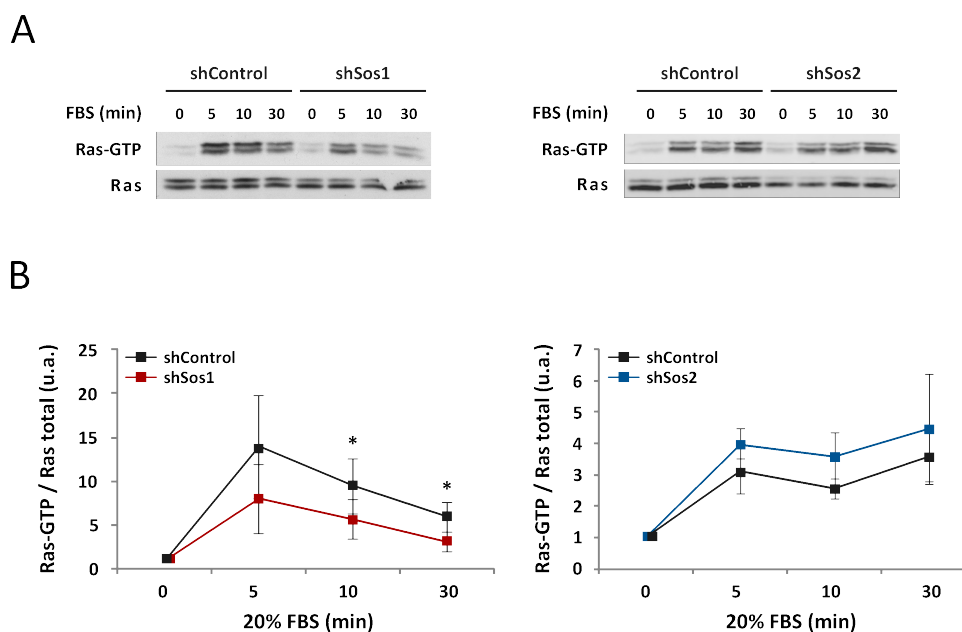 A
shControl shSos1
FBS (min) 0 5 10 30 0 5 10 30
Ras-GTP
Ras
shControl shSos2
FBS (min) 0 5 10 30 0 5 10 30
Ras-GTP
Ras
B
Ras-GTP / Ras total (u.a.)
25
20
15
10
5
0
shControl
shSos1
*
*
0 5 10 30
20% FBS (min)
Ras-GTP / Ras total (u.a.)
7
6
5
4
3
2
1
0
shControl
shSos2
0 5 10 30
20% FBS (min)